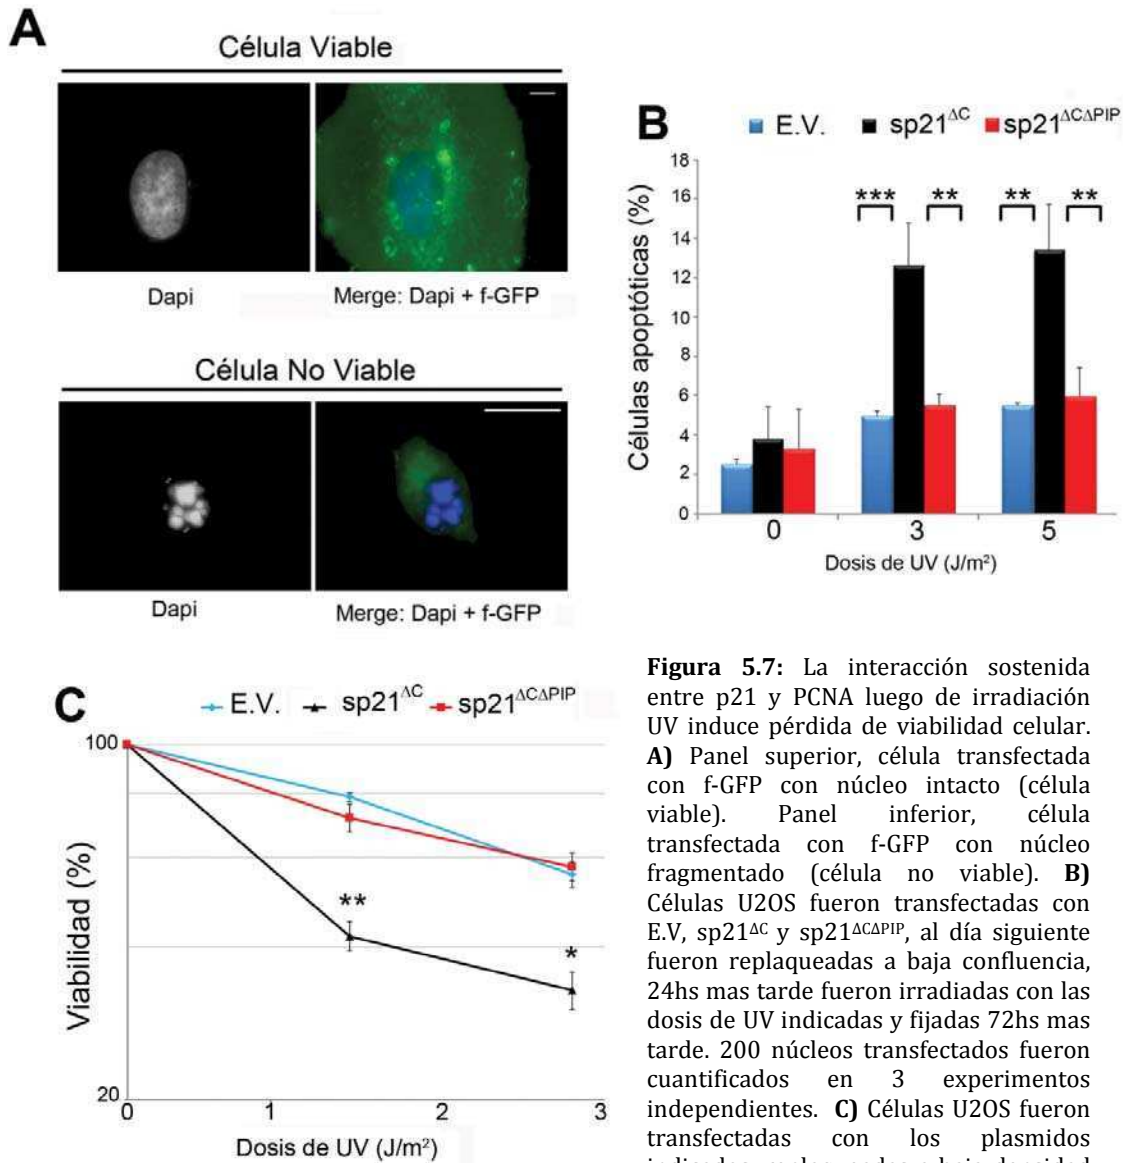 A
Célula Viable
Dapi
Merge: Dapi + f-GFP
Célula No Viable
Dapi
Merge: Dapi + f-GFP
B
E.V. sp21ΔC sp21ΔCΔPIP
Células apoptóticas (%)
18
16
14
12
10
8
6
4
2
0
*** ** ** **
0 3 5
Dosis de UV (J/m²)
C
E.V. sp21ΔC sp21ΔCΔPIP
Viabilidad (%)
100
20
**
*
0 1 2 3
Dosis de UV (J/m²)
Figura 5.7: La interacción sostenida
entre p21 y PCNA luego de irradiación
UV induce pérdida de viabilidad celular.
A) Panel superior, célula transfectada
con f-GFP con núcleo intacto (célula
viable). Panel inferior, célula
transfectada con f-GFP con núcleo
fragmentado (célula no viable). B)
Células U2OS fueron transfectadas con
E.V, sp21ΔC y sp21ΔCΔPIP, al día siguiente
fueron replaqueadas a baja confluencia,
24hs mas tarde fueron irradiadas con las
dosis de UV indicadas y fijadas 72hs mas
tarde. 200 núcleos transfectados fueron
cuantificados en 3 experimentos
independientes. C) Células U2OS fueron
transfectadas con los plasmidos